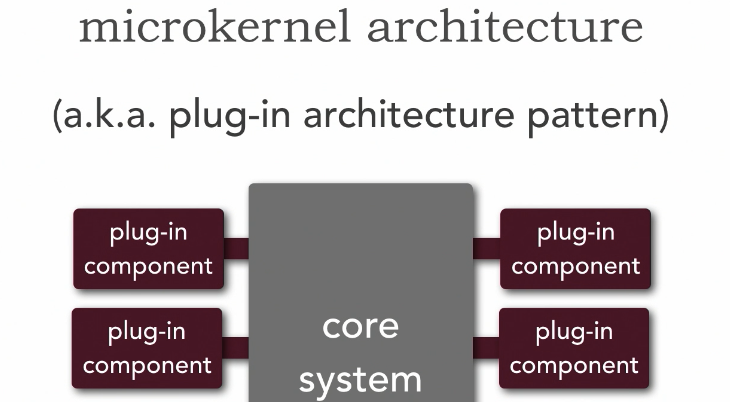 microkernel architecture
(a.k.a. plug-in architecture pattern)
plug-in
component
plug-in
component
core
system
plug-in
component
plug-in
component